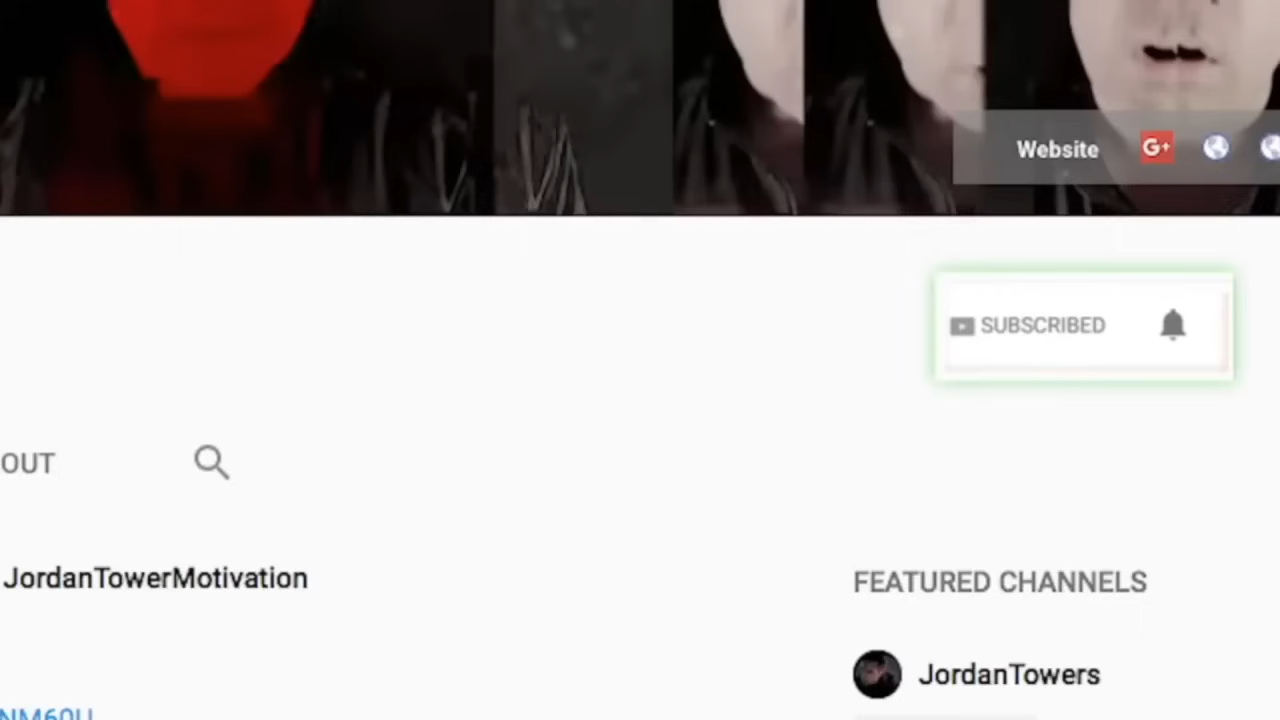 Website G+
SUBSCRIBED
OUT
JordanTowerMotivation
FEATURED CHANNELS
JordanTowers